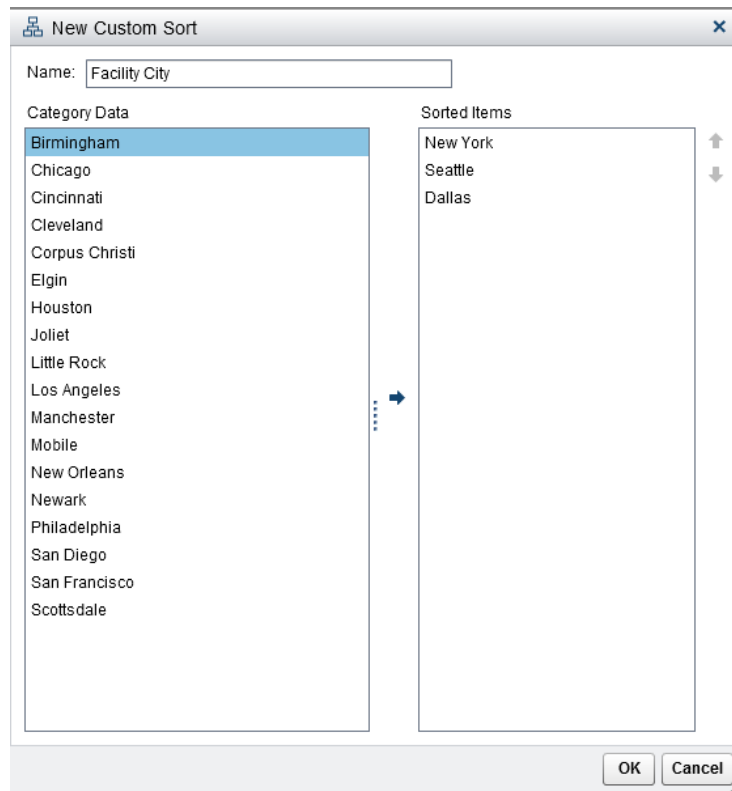 New Custom Sort
Name: Facility City
Category Data
Birmingham
Chicago
Cincinnati
Cleveland
Corpus Christi
Elgin
Houston
Joliet
Little Rock
Los Angeles
Manchester
Mobile
New Orleans
Newark
Philadelphia
San Diego
San Francisco
Scottsdale
Sorted Items
New York
Seattle
Dallas
OK Cancel